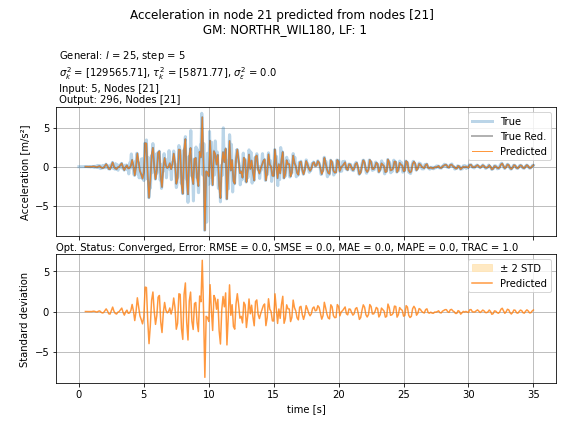 Acceleration in node 21 predicted from nodes [21]
GM: NORTHR_WIL180, LF: 1
General: l = 25, step = 5
σ²ₖ = [129565.71], τ²ₖ = [5871.77], σ²ε = 0.0
Input: 5, Nodes [21]
Output: 296, Nodes [21]
True
True Red.
Predicted
Acceleration [m/s²]
5
0
−5
Opt. Status: Converged, Error: RMSE = 0.0, SMSE = 0.0, MAE = 0.0, MAPE = 0.0, TRAC = 1.0
± 2 STD
Predicted
Standard deviation
5
0
−5
0 5 10 15 20 25 30 35
time [s]